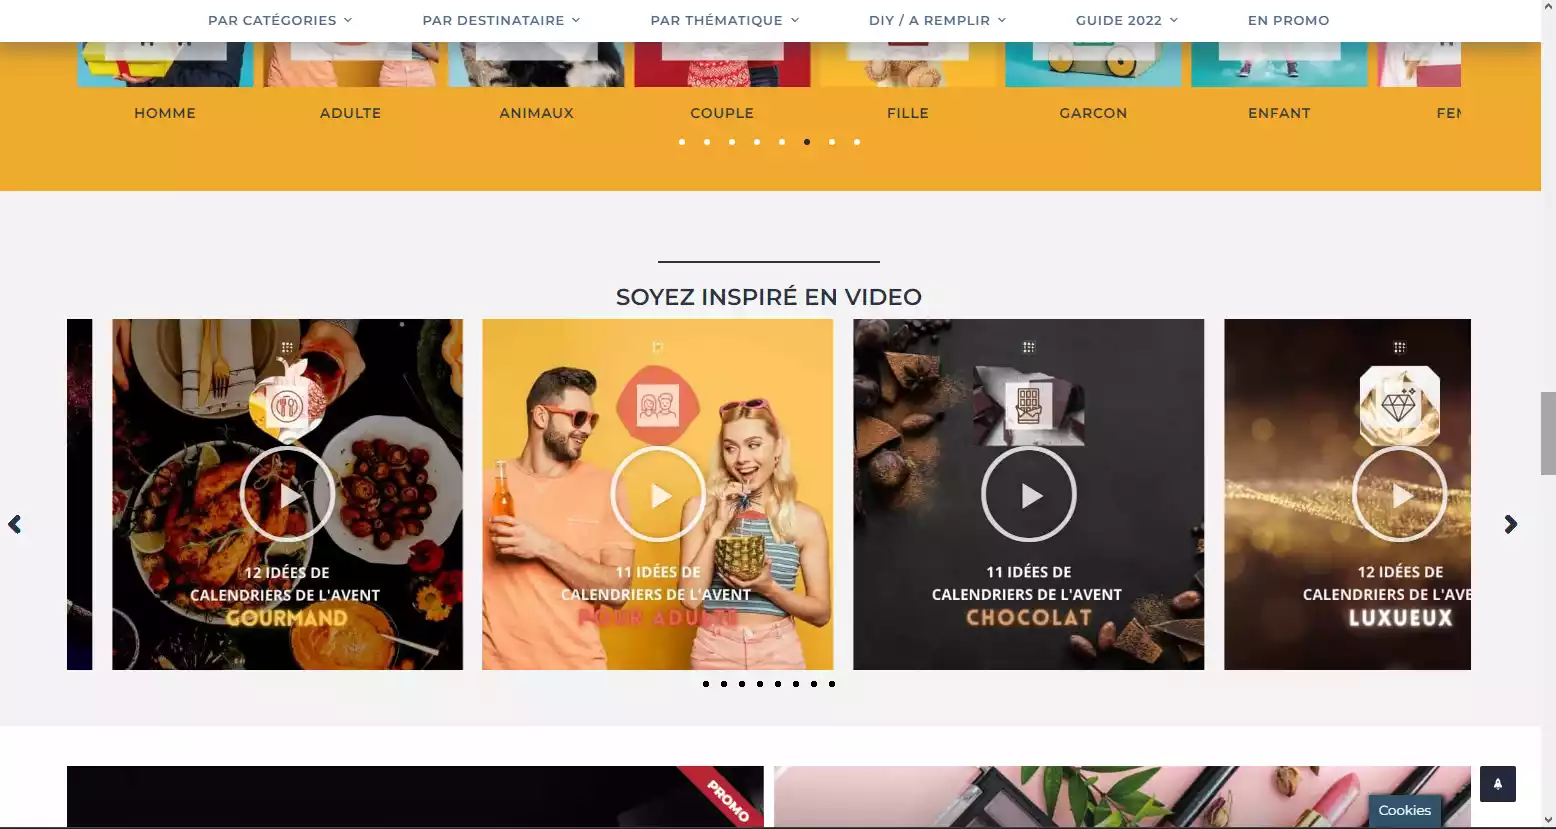 PAR CATÉGORIES
PAR DESTINATAIRE
PAR THÉMATIQUE
DIY / A REMPLIR
GUIDE 2022
EN PROMO
HOMME
ADULTE
ANIMAUX
COUPLE
FILLE
GARCON
ENFANT
SOYEZ INSPIRÉ EN VIDEO
12 IDÉES DE
CALENDRIERS DE L'AVENT
GOURMAND
11 IDÉES DE
CALENDRIERS DE L'AVENT
POUR ADULTE
11 IDÉES DE
CALENDRIERS DE L'AVENT
CHOCOLAT
12 IDÉES DE
CALENDRIERS DE L'AVE
LUXUEUX
PROMO
Cookies